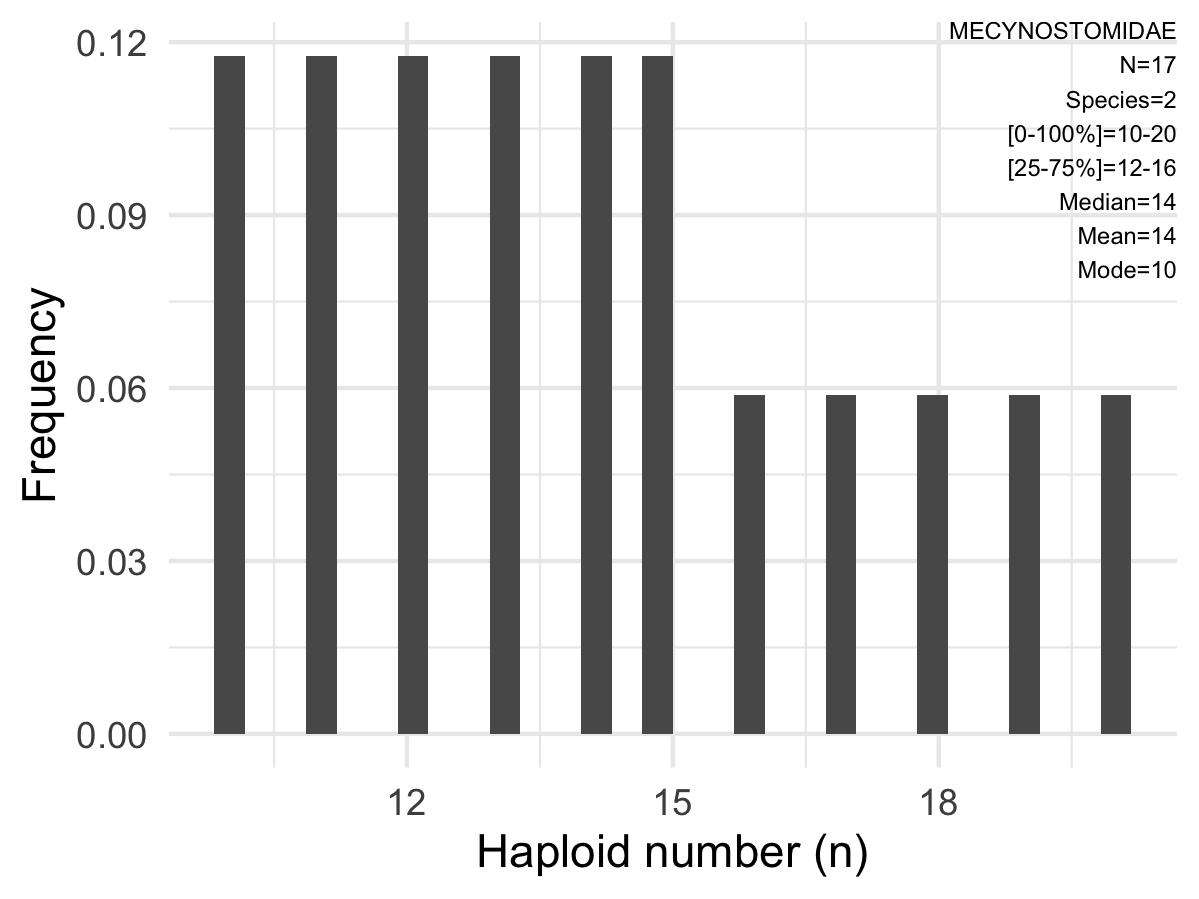 MECYNOSTOMIDAE
N=17
Species=2
[0-100%]=10-20
[25-75%]=12-16
Median=14
Mean=14
Mode=10
Frequency
0.12
0.09
0.06
0.03
0.00
12 15 18
Haploid number (n)